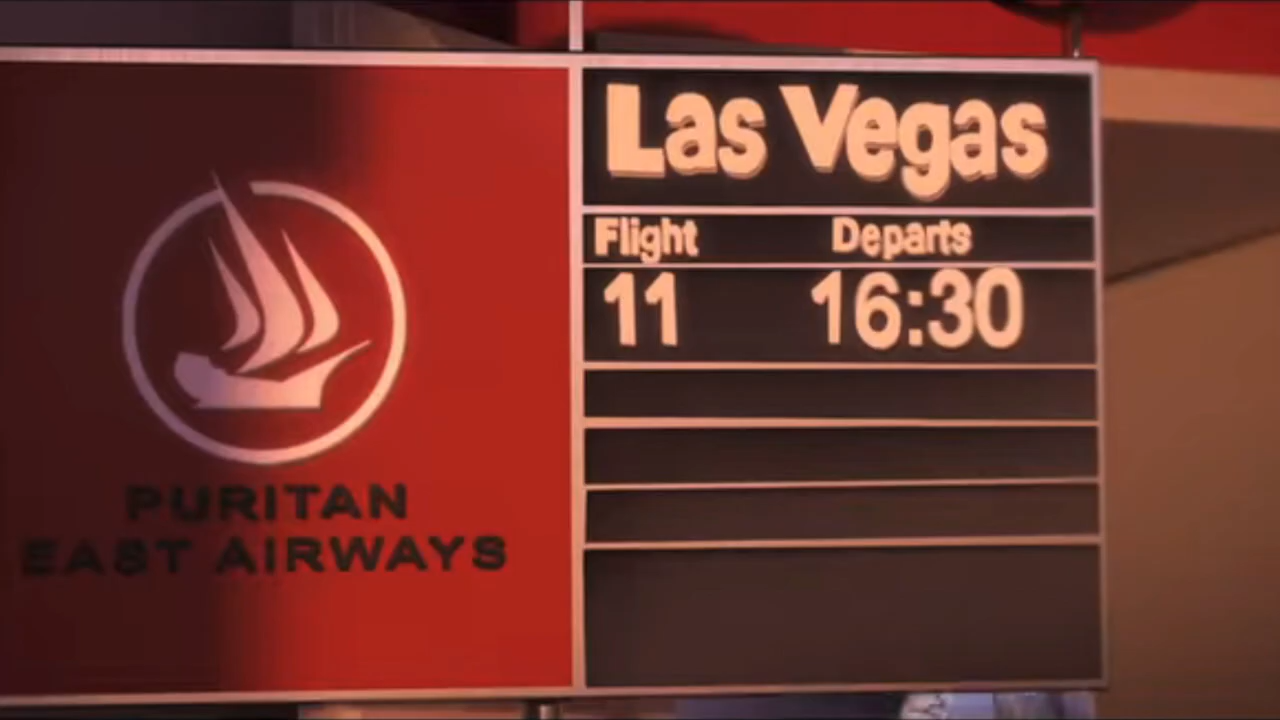 Las Vegas
Flight Departs
11 16:30
PURITAN
EAST AIRWAYS